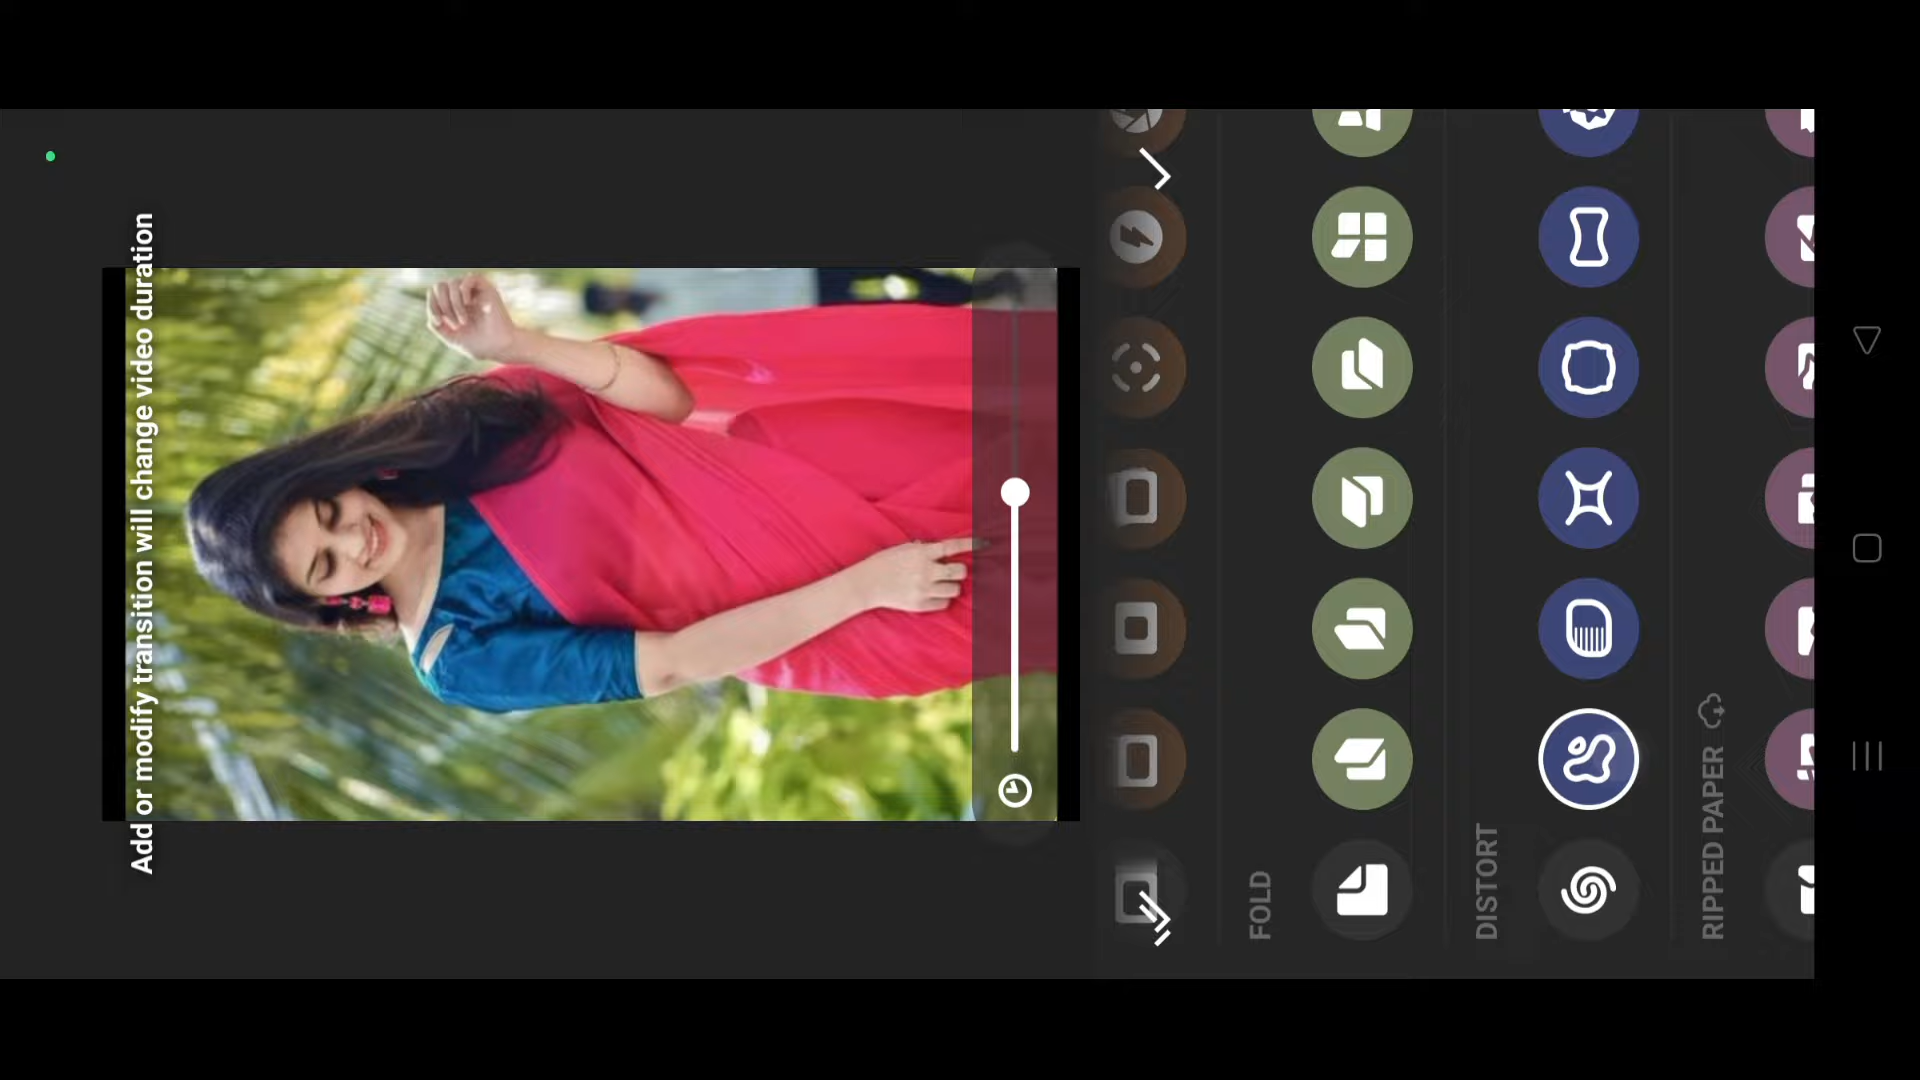 Add or modify transition will change video duration
FOLD
DISTORT
RIPPED PAPER